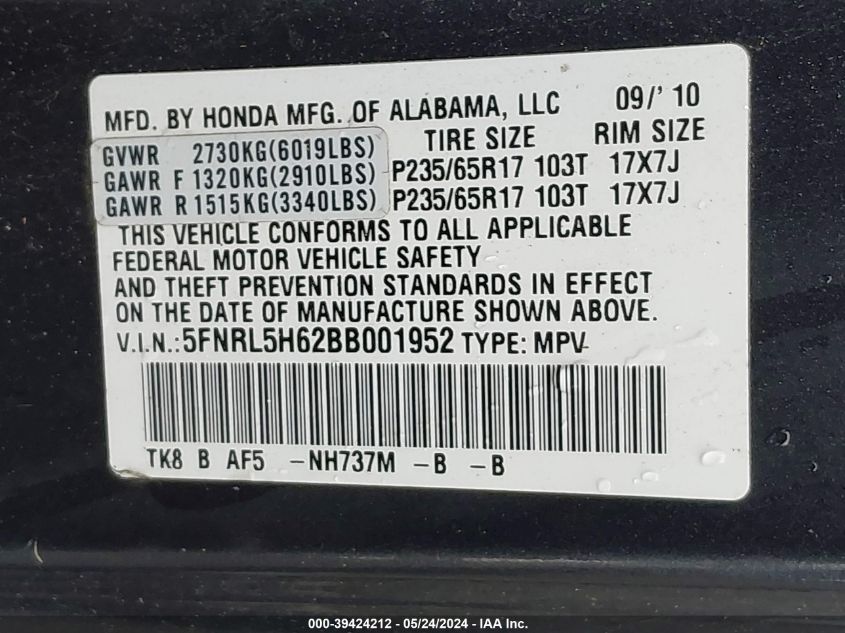 MFD. BY HONDA MFG. OF ALABAMA, LLC 09/' 10
TIRE SIZE RIM SIZE
GVWR 2730KG(6019LBS)
GAWR F 1320KG(2910LBS) P235/65R17 103T 17X7J
GAWR R 1515KG(3340LBS) P235/65R17 103T 17X7J
THIS VEHICLE CONFORMS TO ALL APPLICABLE
FEDERAL MOTOR VEHICLE SAFETY
AND THEFT PREVENTION STANDARDS IN EFFECT
ON THE DATE OF MANUFACTURE SHOWN ABOVE.
V.I.N.:5FNRL5H62BB001952 TYPE: MPV
TK8 B AF5 -NH737M -B -B
000-39424212 - 05/24/2024 - IAA Inc.